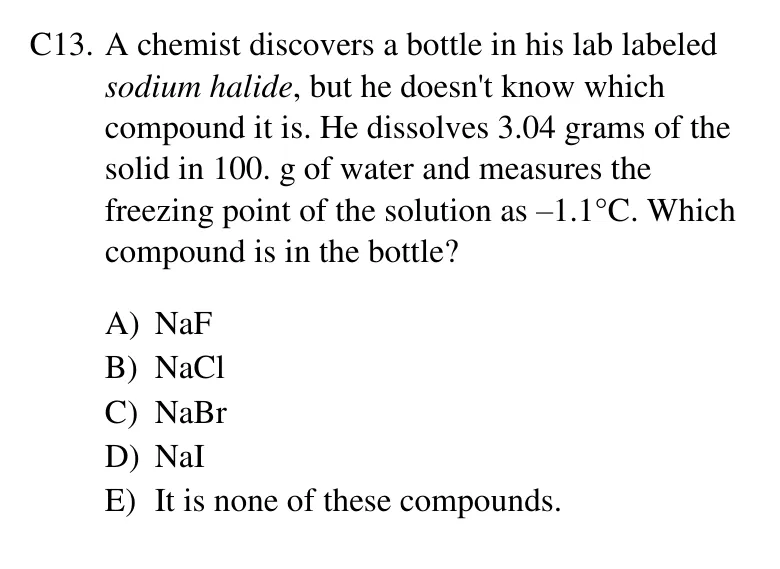 C13. A chemist discovers a bottle in his lab labeled
sodium halide, but he doesn't know which
compound it is. He dissolves 3.04 grams of the
solid in 100. g of water and measures the
freezing point of the solution as –1.1°C. Which
compound is in the bottle?
A) NaF
B) NaCl
C) NaBr
D) NaI
E) It is none of these compounds.